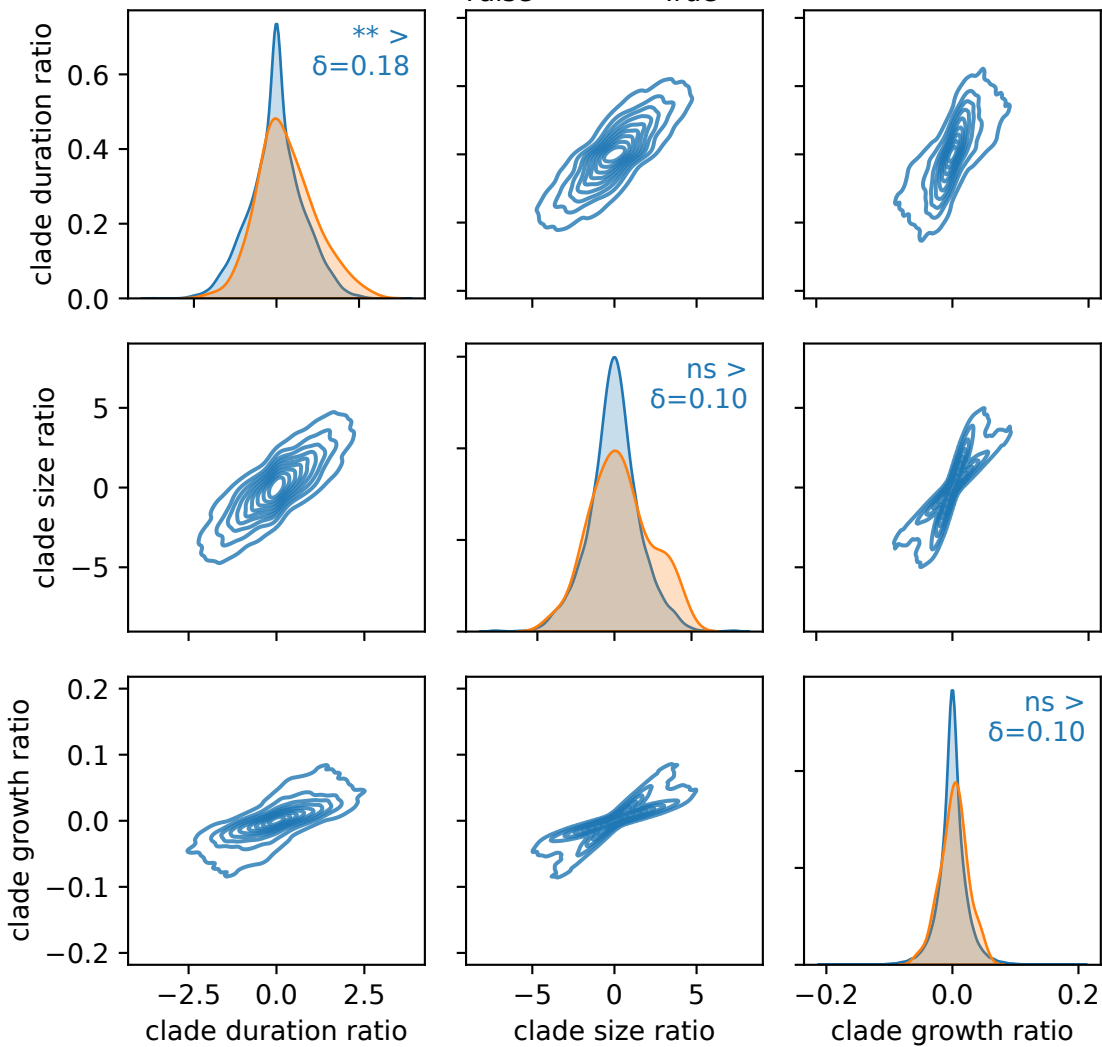 ** >
δ=0.18
clade duration ratio
0.6
0.4
0.2
0.0
ns >
δ=0.10
clade size ratio
5
0
−5
ns >
δ=0.10
clade growth ratio
0.2
0.1
0.0
−0.1
−0.2
−2.5 0.0 2.5
−5 0 5
−0.2 0.0 0.2
clade duration ratio
clade size ratio
clade growth ratio